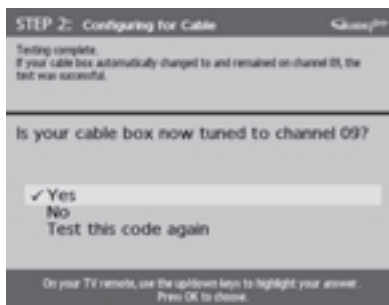 STEP 2: Configuring for Cable
Testing complete.
If your cable box automatically changed to and remained on channel 09, the
test was successful.
Is your cable box now tuned to channel 09?
✓ Yes
No
Test this code again
On your TV remote, use the up/down keys to highlight your answer.
Press OK to choose.